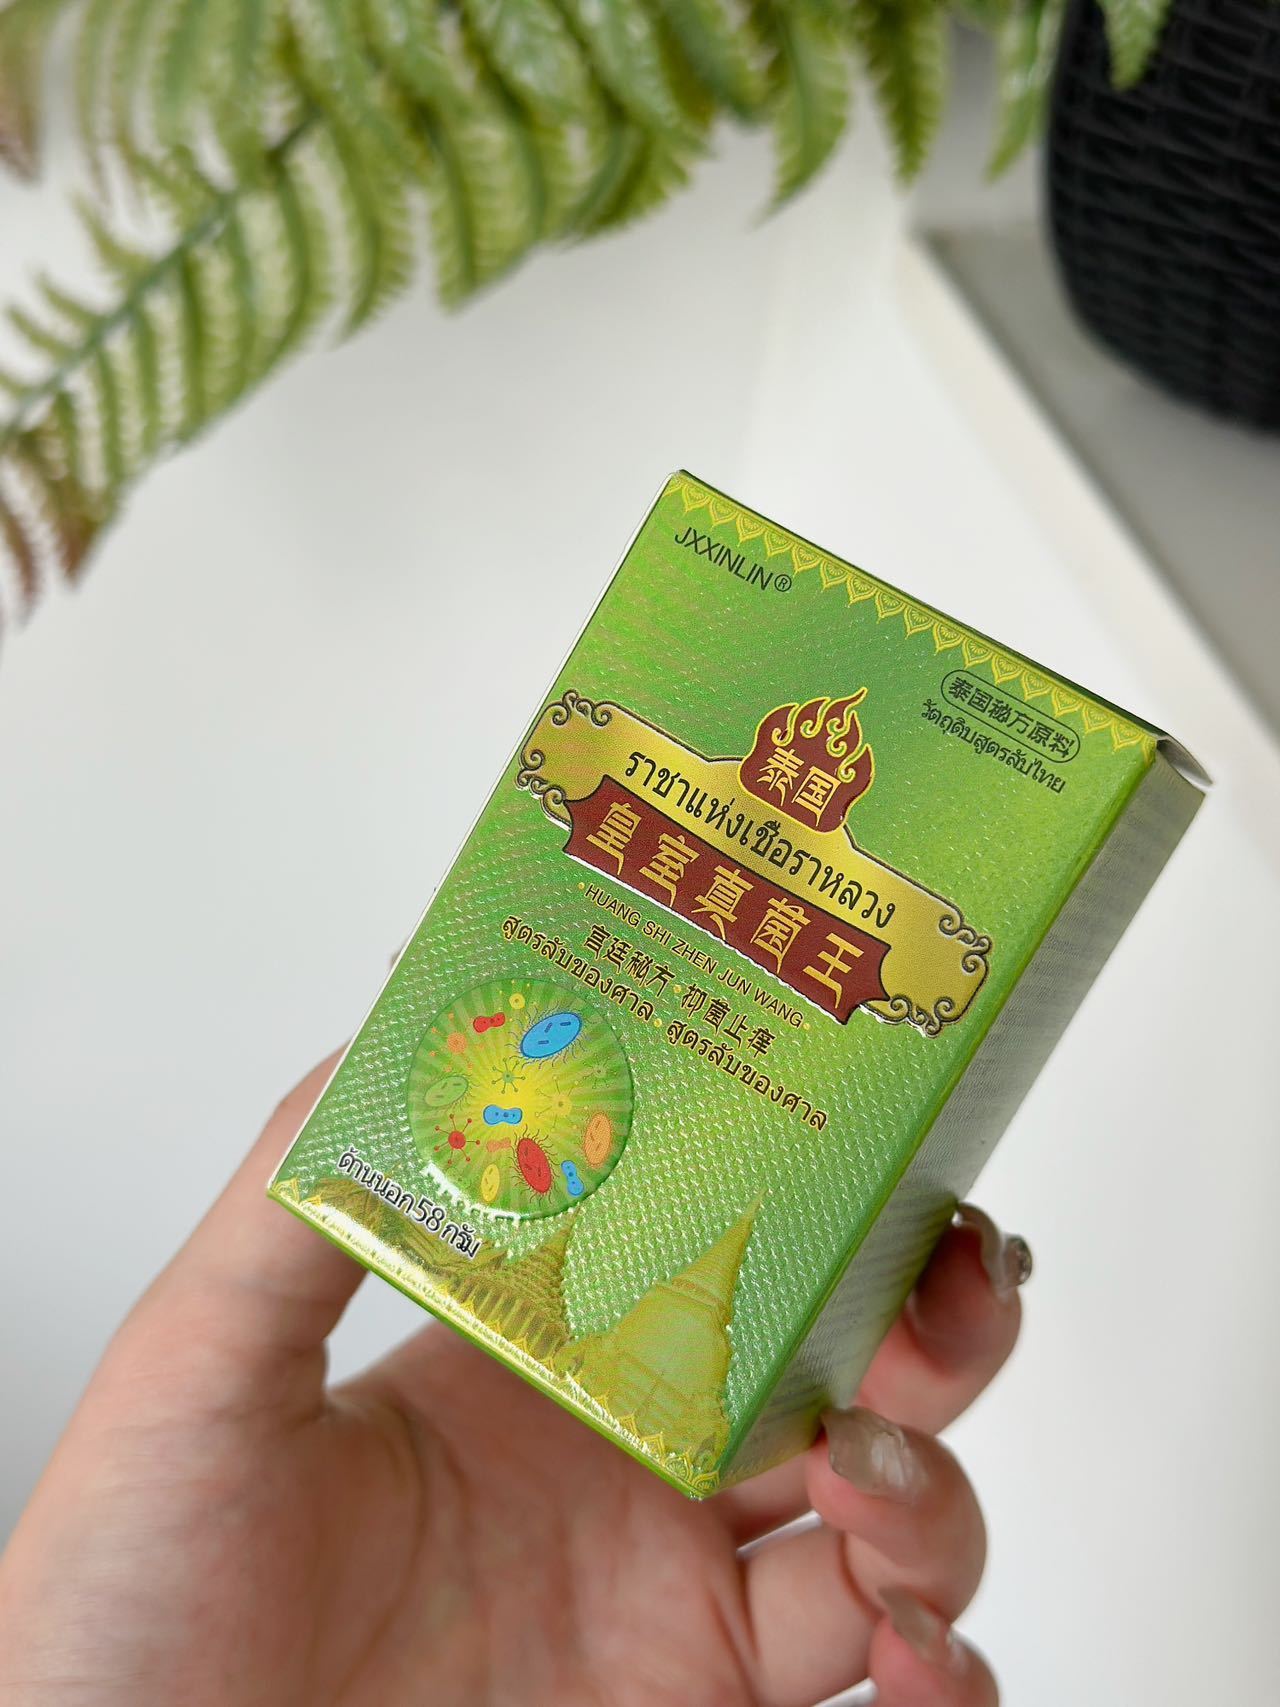 JXXINLIN®
泰国秘方原料
วัตถุดิบสูตรลับไทย
泰国
ราชาแห่งเชื้อราหลวง
皇室真菌王
·HUANG SHI ZHEN JUN WANG·
宫廷秘方·抑菌止痒
สูตรลับของศาล·สูตรลับของศาล
ด้านนอก58กรัม